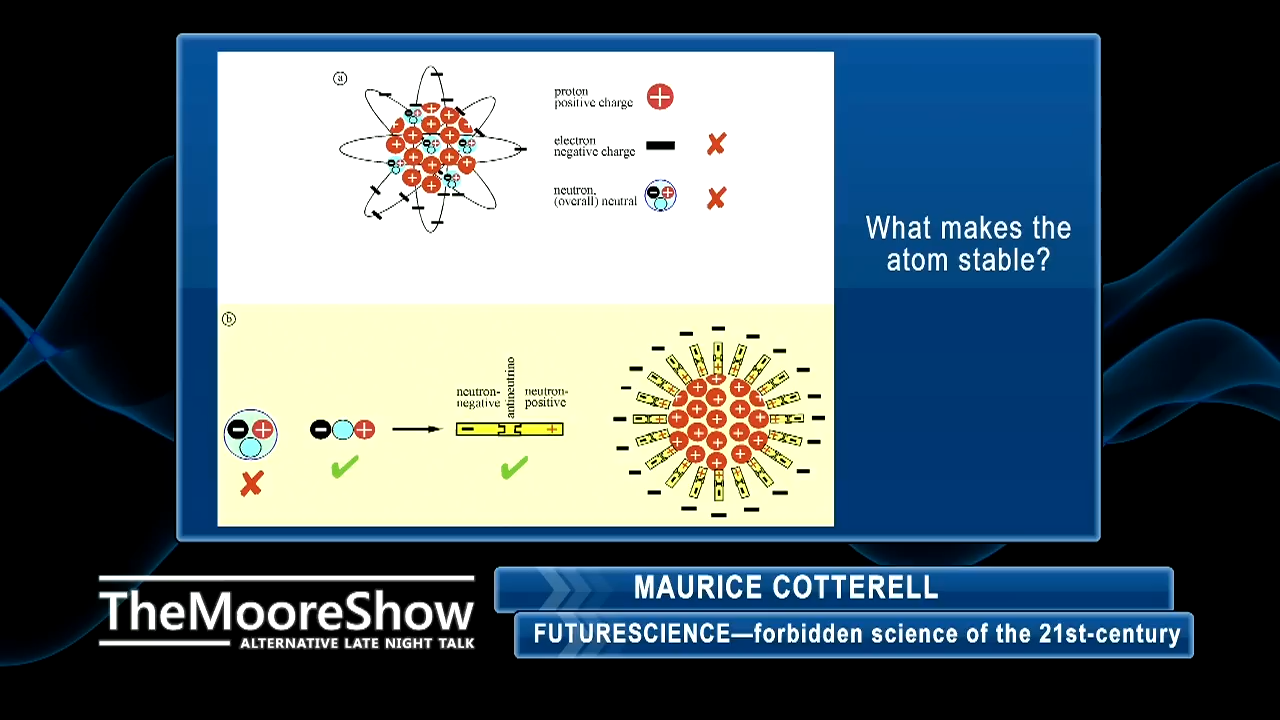 a
proton
positive charge
electron
negative charge
neutron,
(overall) neutral
What makes the
atom stable?
b
neutron-
negative
antineutrino
neutron-
positive
TheMooreShow
ALTERNATIVE LATE NIGHT TALK
MAURICE COTTERELL
FUTURESCIENCE—forbidden science of the 21st-century